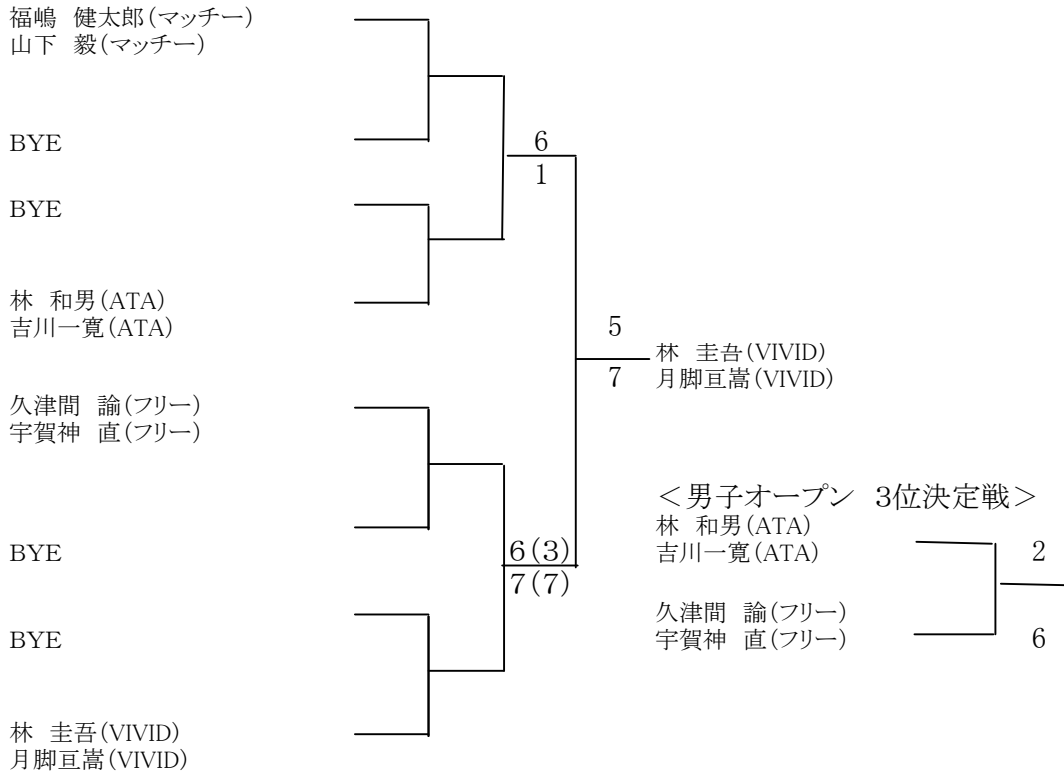 福嶋　健太郎(マッチー)
山下　毅(マッチー)
BYE
6
1
BYE
林　和男(ATA)
吉川一寛(ATA)
5
7
林　圭吾(VIVID)
月脚亘嵩(VIVID)
久津間　諭(フリー)
宇賀神　直(フリー)
BYE
6(3)
7(7)
BYE
林　圭吾(VIVID)
月脚亘嵩(VIVID)
＜男子オープン　3位決定戦＞
林　和男(ATA)
吉川一寛(ATA)
2
久津間　諭(フリー)
宇賀神　直(フリー)
6